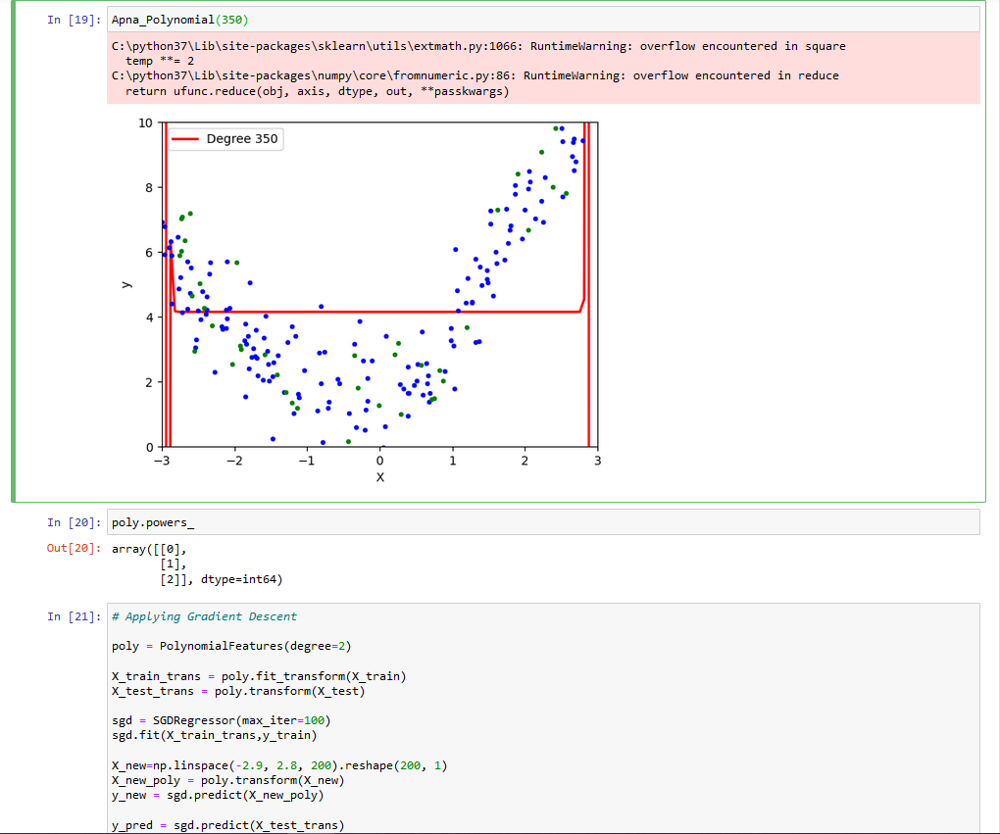 In [19]: Apna_Polynomial(350)
C:\python37\Lib\site-packages\sklearn\utils\extmath.py:1066: RuntimeWarning: overflow encountered in square
  temp **= 2
C:\python37\Lib\site-packages\numpy\core\fromnumeric.py:86: RuntimeWarning: overflow encountered in reduce
  return ufunc.reduce(obj, axis, dtype, out, **passkwargs)
Degree 350
10
8
6
4
2
0
y
−3 −2 −1 0 1 2 3
X
In [20]: poly.powers_
Out[20]: array([[0],
       [1],
       [2]], dtype=int64)
In [21]: # Applying Gradient Descent
poly = PolynomialFeatures(degree=2)
X_train_trans = poly.fit_transform(X_train)
X_test_trans = poly.transform(X_test)
sgd = SGDRegressor(max_iter=100)
sgd.fit(X_train_trans,y_train)
X_new=np.linspace(-2.9, 2.8, 200).reshape(200, 1)
X_new_poly = poly.transform(X_new)
y_new = sgd.predict(X_new_poly)
y_pred = sgd.predict(X_test_trans)